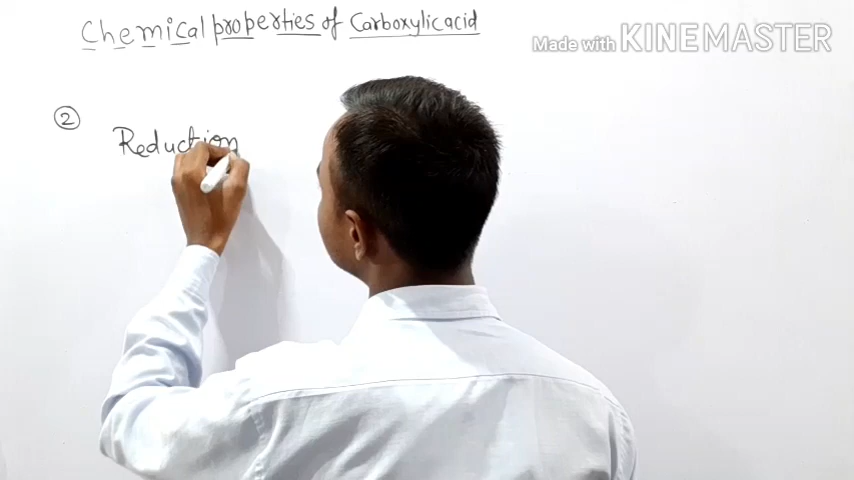 Chemical properties of Carboxylic acid
Made with KINEMASTER
2
Reduction